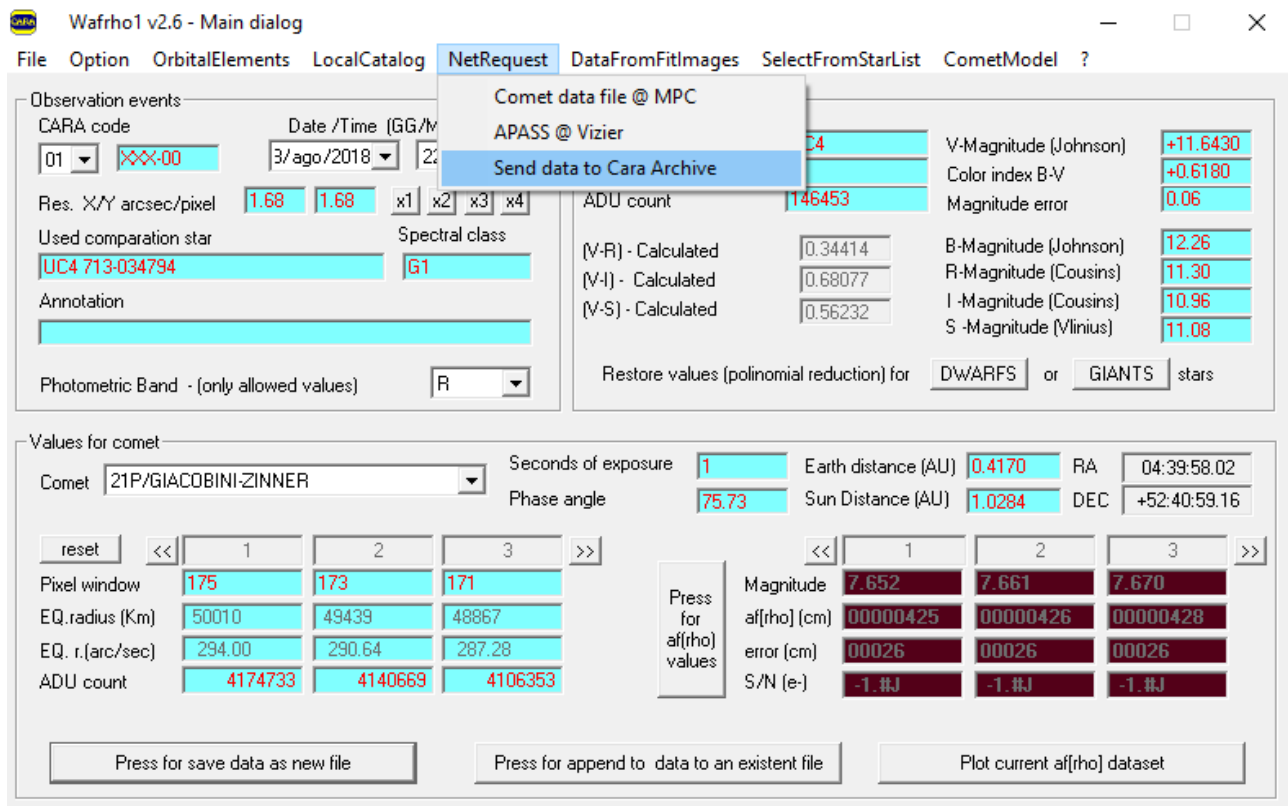 CARA
Wafrho1 v2.6 - Main dialog
File Option OrbitalElements LocalCatalog NetRequest DataFromFitImages SelectFromStarList CometModel ?
Comet data file @ MPC
APASS @ Vizier
Send data to Cara Archive
Observation events
CARA code
Date /Time (GG/M
01
XXX-00
3/ago/2018
22
Res. X/Y arcsec/pixel
1.68
1.68
x1 x2 x3 x4
Used comparation star
Spectral class
UC4 713-034794
G1
Annotation
Photometric Band - (only allowed values)
R
C4
ADU count
146453
(V-R) - Calculated
0.34414
(V-I) - Calculated
0.68077
(V-S) - Calculated
0.56232
V-Magnitude (Johnson)
+11.6430
Color index B-V
+0.6180
Magnitude error
0.06
B-Magnitude (Johnson)
12.26
R-Magnitude (Cousins)
11.30
I -Magnitude (Cousins)
10.96
S -Magnitude (Vlinius)
11.08
Restore values (polinomial reduction) for DWARFS or GIANTS stars
Values for comet
Comet
21P/GIACOBINI-ZINNER
Seconds of exposure
1
Phase angle
75.73
Earth distance (AU)
0.4170
Sun Distance (AU)
1.0284
RA
04:39:58.02
DEC
+52:40:59.16
reset << 1 2 3 >>
Pixel window 175 173 171
EQ.radius (Km) 50010 49439 48867
EQ. r.(arc/sec) 294.00 290.64 287.28
ADU count 4174733 4140669 4106353
Press
for
af(rho)
values
<< 1 2 3 >>
Magnitude 7.652 7.661 7.670
af[rho] (cm) 00000425 00000426 00000428
error (cm) 00026 00026 00026
S/N (e-) -1.#J -1.#J -1.#J
Press for save data as new file
Press for append to data to an existent file
Plot current af[rho] dataset